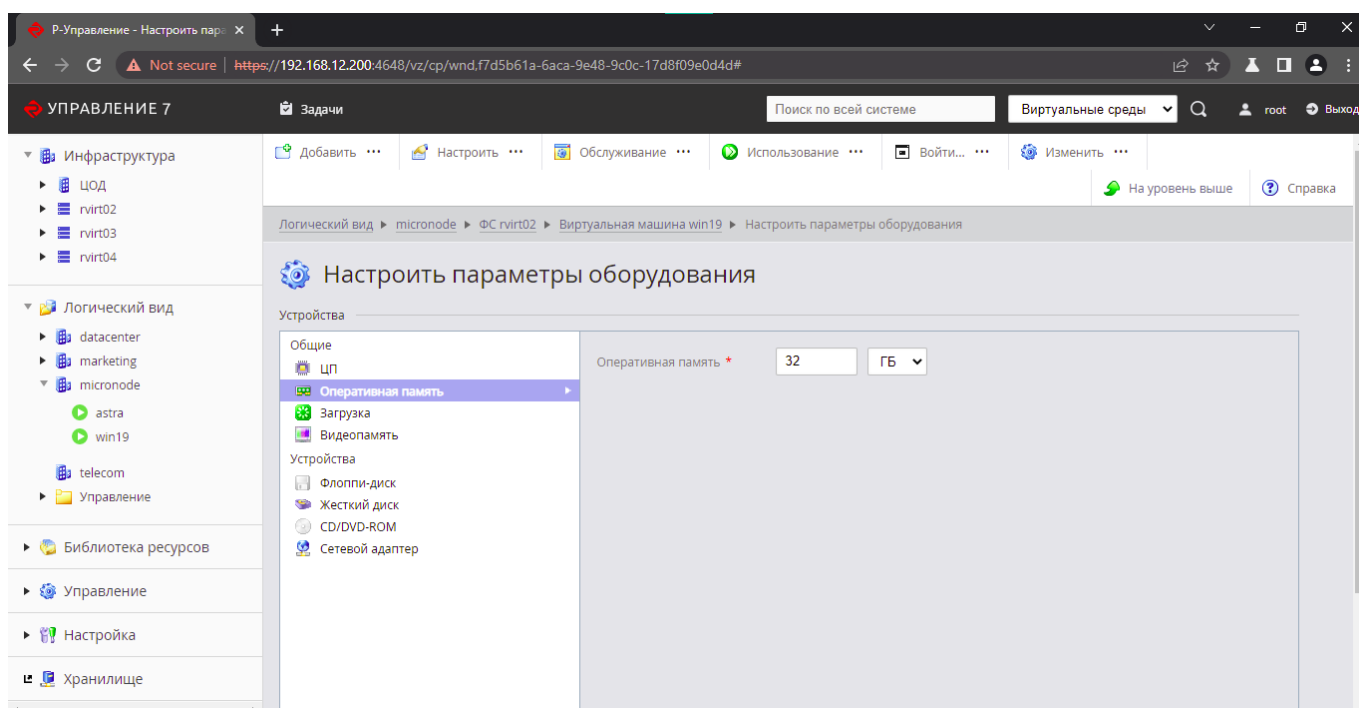 Р-Управление - Настроить пара
Not secure https://192.168.12.200:4648/vz/cp/wnd.f7d5b61a-6aca-9e48-9c0c-17d8f09e0d4d#
УПРАВЛЕНИЕ 7 Задачи Поиск по всей системе Виртуальные среды root Выход
Инфраструктура
ЦОД
rvirt02
rvirt03
rvirt04
Логический вид
datacenter
marketing
micronode
astra
win19
telecom
Управление
Библиотека ресурсов
Управление
Настройка
Хранилище
Добавить ··· Настроить ··· Обслуживание ··· Использование ··· Войти... ··· Изменить ···
На уровень выше Справка
Логический вид micronode ФС rvirt02 Виртуальная машина win19 Настроить параметры оборудования
Настроить параметры оборудования
Устройства
Общие
ЦП
Оперативная память
Загрузка
Видеопамять
Устройства
Флоппи-диск
Жесткий диск
CD/DVD-ROM
Сетевой адаптер
Оперативная память * 32 ГБ